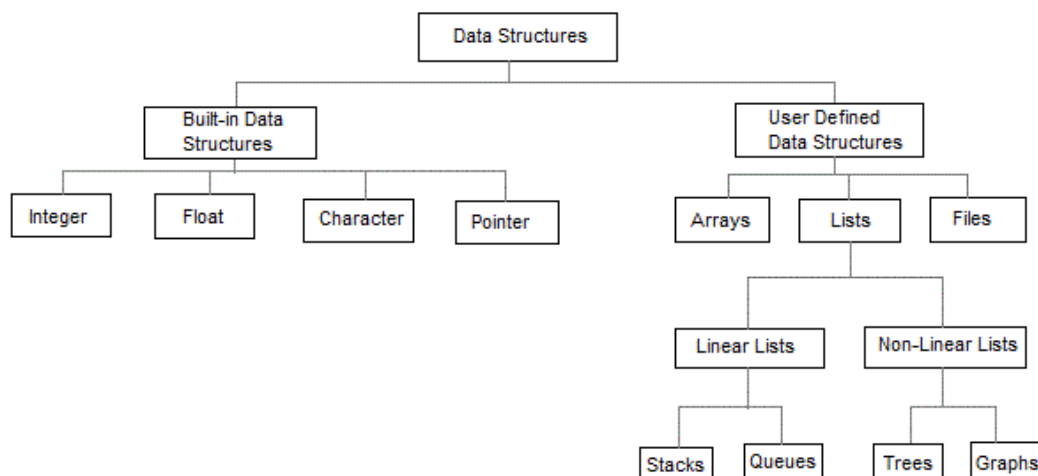 Data Structures
Built-in Data
Structures
User Defined
Data Structures
Integer
Float
Character
Pointer
Arrays
Lists
Files
Linear Lists
Non-Linear Lists
Stacks
Queues
Trees
Graphs